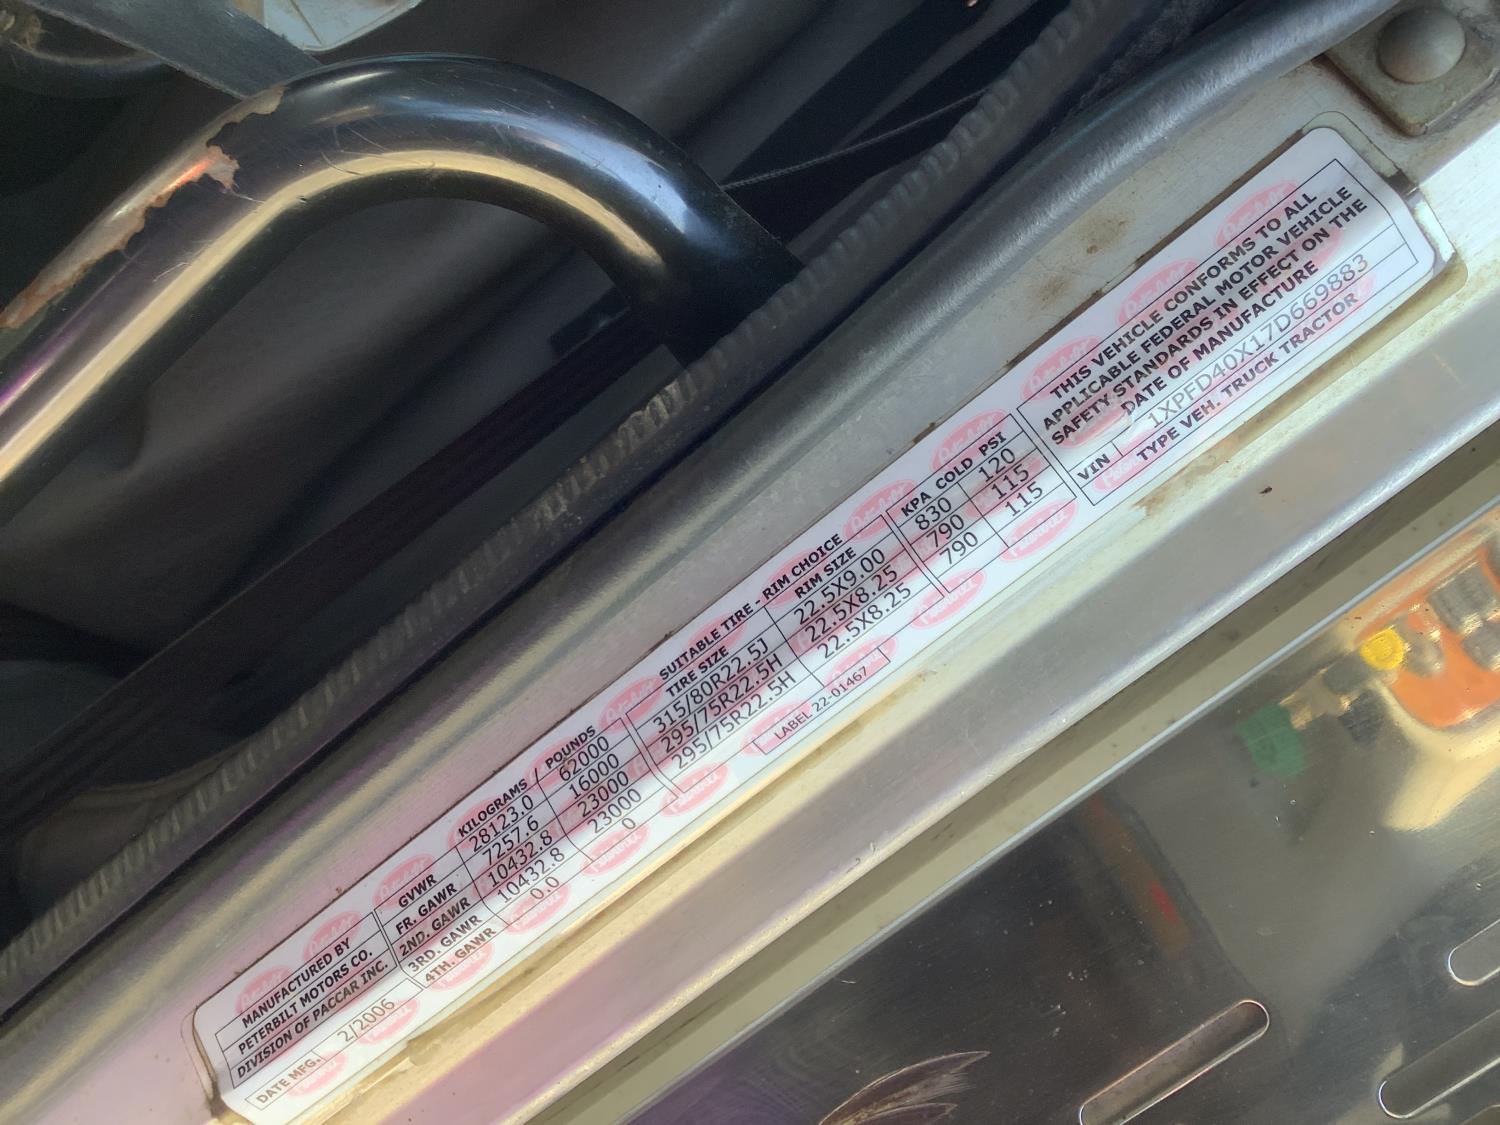 MANUFACTURED BY
PETERBILT MOTORS CO.
DIVISION OF PACCAR INC.
DATE MFG. 2/2006
KILOGRAMS / POUNDS
GVWR 28123.0 62000
FR. GAWR 7257.6 16000
2ND. GAWR 10432.8 23000
3RD. GAWR 10432.8 23000
4TH. GAWR 0.0 0
SUITABLE TIRE - RIM CHOICE
TIRE SIZE RIM SIZE KPA COLD PSI
315/80R22.5J 22.5X9.00 830 120
295/75R22.5H 22.5X8.25 790 115
295/75R22.5H 22.5X8.25 790 115
LABEL 22-01467
THIS VEHICLE CONFORMS TO ALL
APPLICABLE FEDERAL MOTOR VEHICLE
SAFETY STANDARDS IN EFFECT ON THE
DATE OF MANUFACTURE
VIN 1XPFD40X17D669883
TYPE VEH. TRUCK TRACTOR